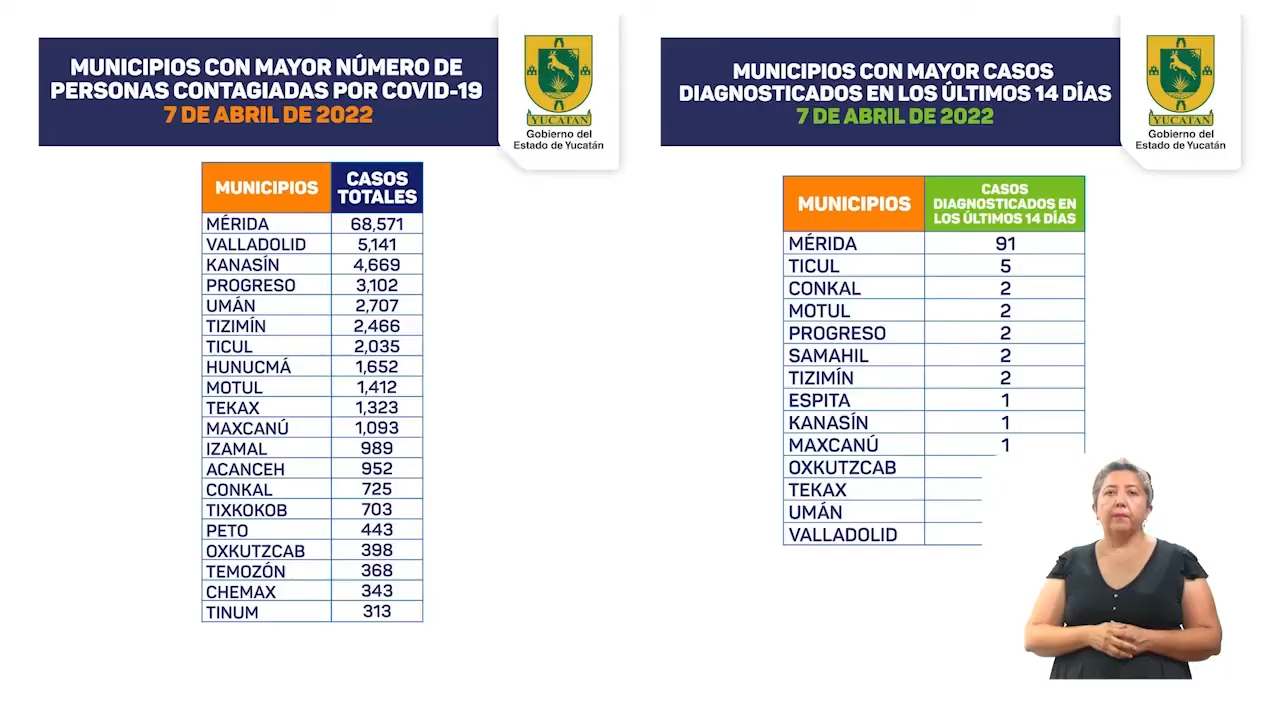 MUNICIPIOS CON MAYOR NÚMERO DE
PERSONAS CONTAGIADAS POR COVID-19
7 DE ABRIL DE 2022
YUCATÁN
Gobierno del
Estado de Yucatán
MUNICIPIOS CASOS TOTALES
MÉRIDA 68,571
VALLADOLID 5,141
KANASÍN 4,669
PROGRESO 3,102
UMÁN 2,707
TIZIMÍN 2,466
TICUL 2,035
HUNUCMÁ 1,652
MOTUL 1,412
TEKAX 1,323
MAXCANÚ 1,093
IZAMAL 989
ACANCEH 952
CONKAL 725
TIXKOKOB 703
PETO 443
OXKUTZCAB 398
TEMOZÓN 368
CHEMAX 343
TINUM 313
MUNICIPIOS CON MAYOR CASOS
DIAGNOSTICADOS EN LOS ÚLTIMOS 14 DÍAS
7 DE ABRIL DE 2022
YUCATÁN
Gobierno del
Estado de Yucatán
MUNICIPIOS CASOS DIAGNOSTICADOS EN LOS ÚLTIMOS 14 DÍAS
MÉRIDA 91
TICUL 5
CONKAL 2
MOTUL 2
PROGRESO 2
SAMAHIL 2
TIZIMÍN 2
ESPITA 1
KANASÍN 1
MAXCANÚ 1
OXKUTZCAB
TEKAX
UMÁN
VALLADOLID